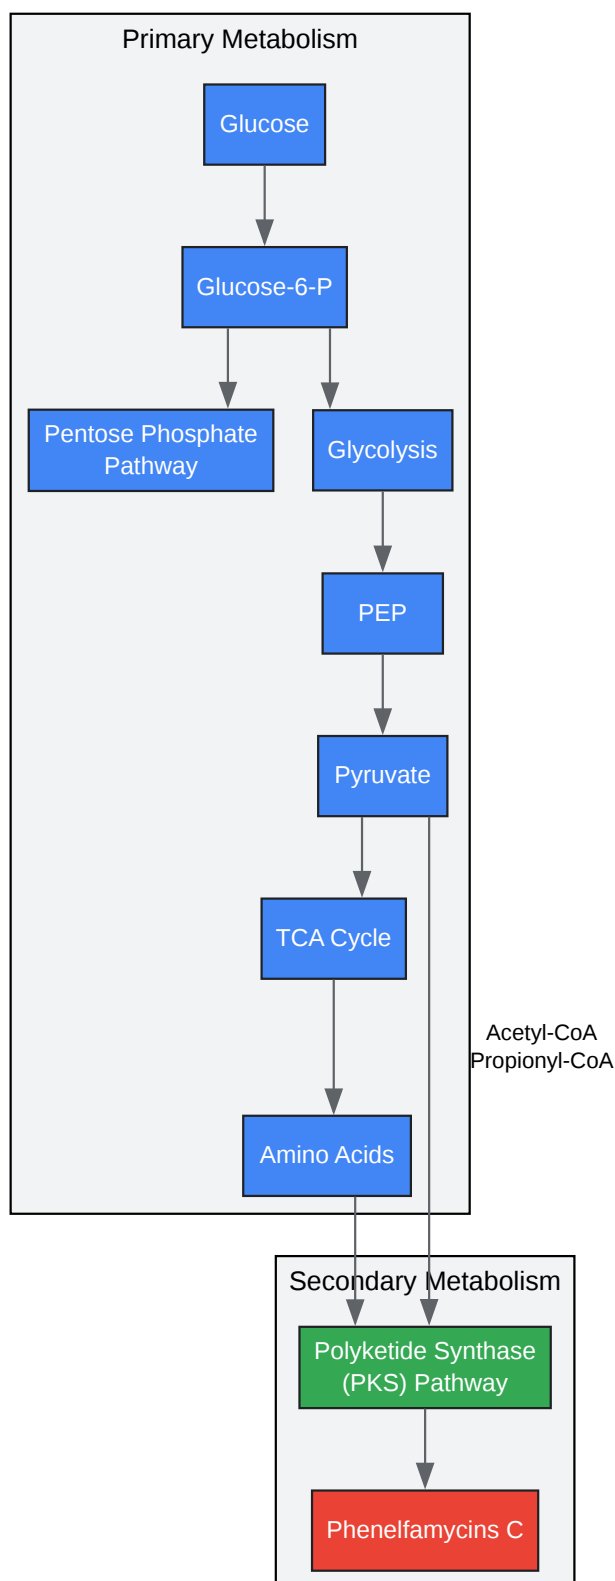 Primary Metabolism
Glucose
Glucose-6-P
Pentose Phosphate
Pathway
Glycolysis
PEP
Pyruvate
TCA Cycle
Acetyl-CoA
Propionyl-CoA
Amino Acids
Secondary Metabolism
Polyketide Synthase
(PKS) Pathway
Phenelfamycins C